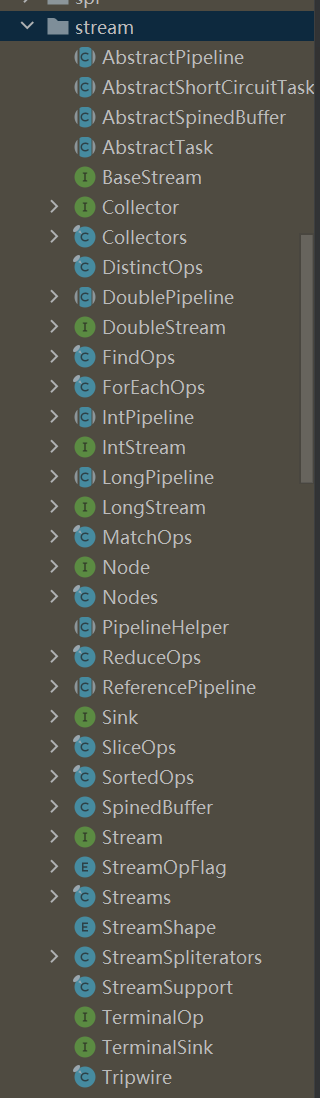 spi
stream
AbstractPipeline
AbstractShortCircuitTask
AbstractSpinedBuffer
AbstractTask
BaseStream
I Collector
C Collectors
DistinctOps
DoublePipeline
DoubleStream
FindOps
ForEachOps
IntPipeline
IntStream
LongPipeline
LongStream
MatchOps
Node
Nodes
PipelineHelper
ReduceOps
ReferencePipeline
Sink
SliceOps
SortedOps
SpinedBuffer
Stream
StreamOpFlag
Streams
StreamShape
StreamSpliterators
StreamSupport
TerminalOp
TerminalSink
Tripwire